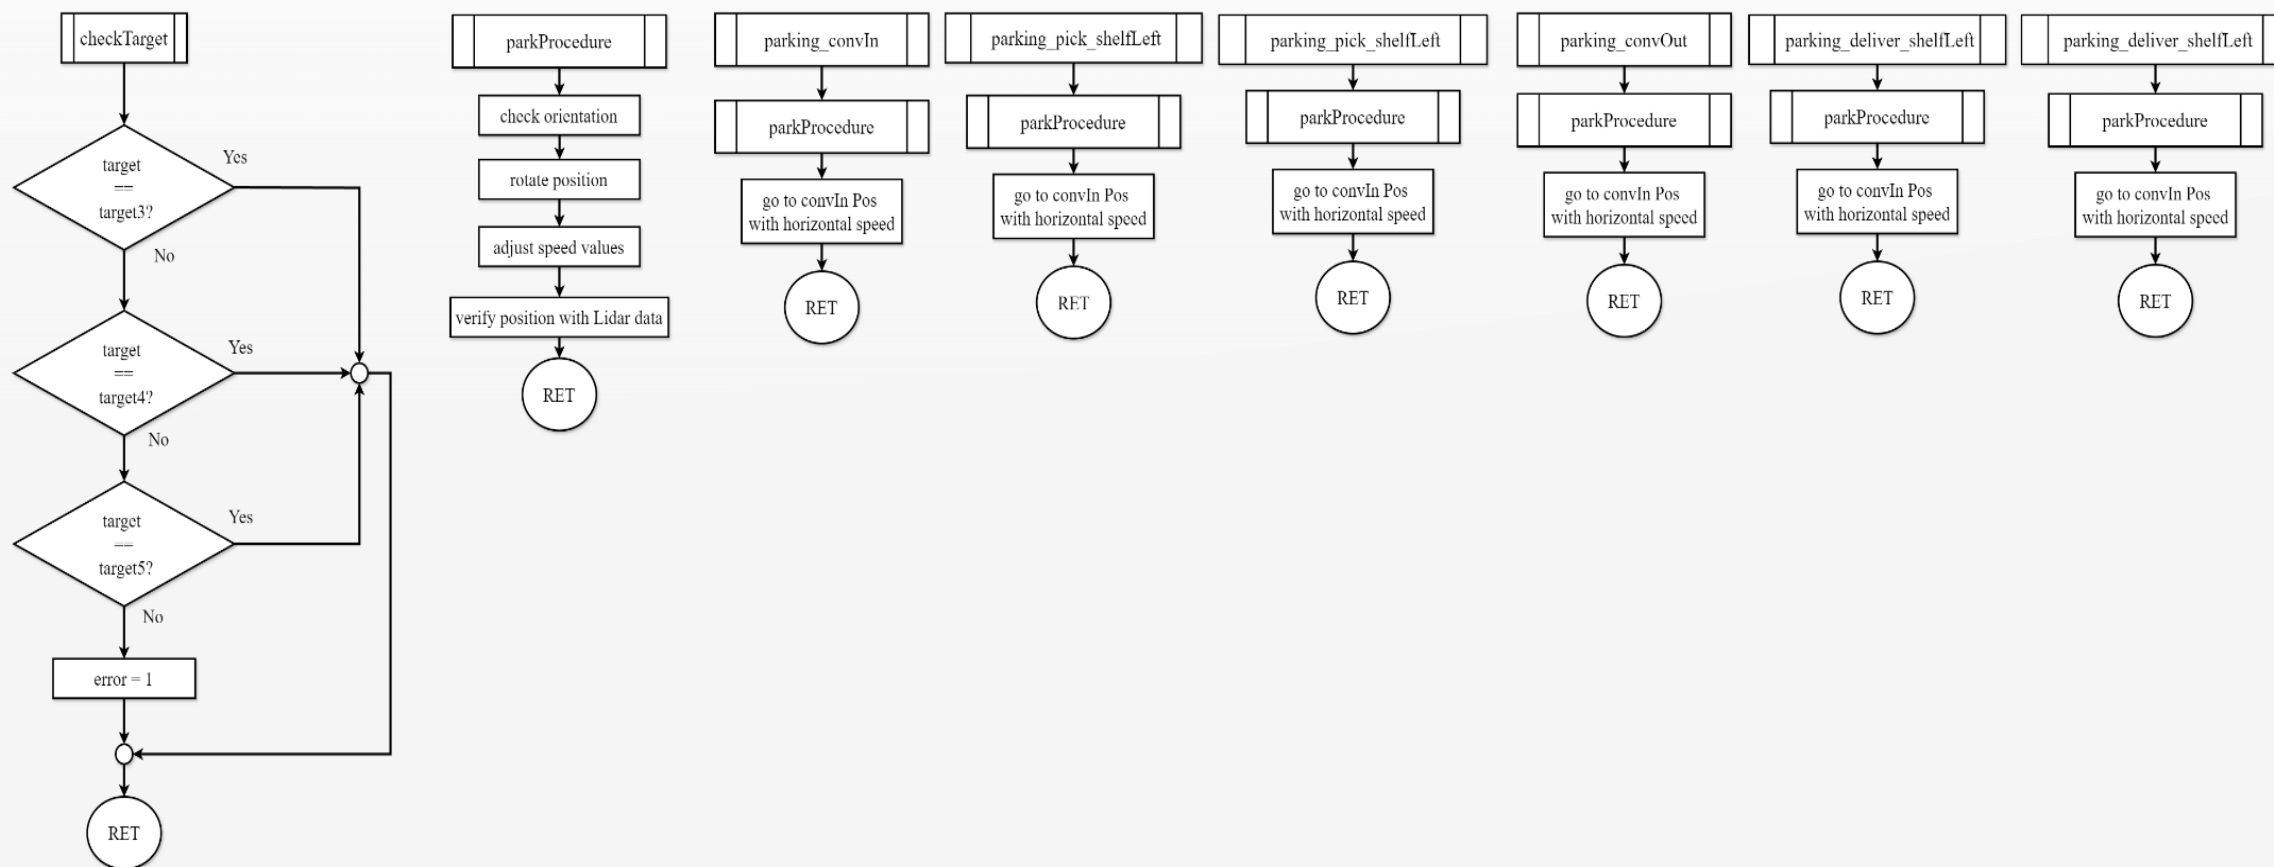 checkTarget
target
==
target3?
Yes
No
target
==
target4?
Yes
No
target
==
target5?
Yes
No
error = 1
RET
parkProcedure
check orientation
rotate position
adjust speed values
verify position with Lidar data
RET
parking_convIn
parkProcedure
go to convIn Pos
with horizontal speed
RET
parking_pick_shelfLeft
parkProcedure
go to convIn Pos
with horizontal speed
RET
parking_pick_shelfLeft
parkProcedure
go to convIn Pos
with horizontal speed
RET
parking_convOut
parkProcedure
go to convIn Pos
with horizontal speed
RET
parking_deliver_shelfLeft
parkProcedure
go to convIn Pos
with horizontal speed
RET
parking_deliver_shelfLeft
parkProcedure
go to convIn Pos
with horizontal speed
RET